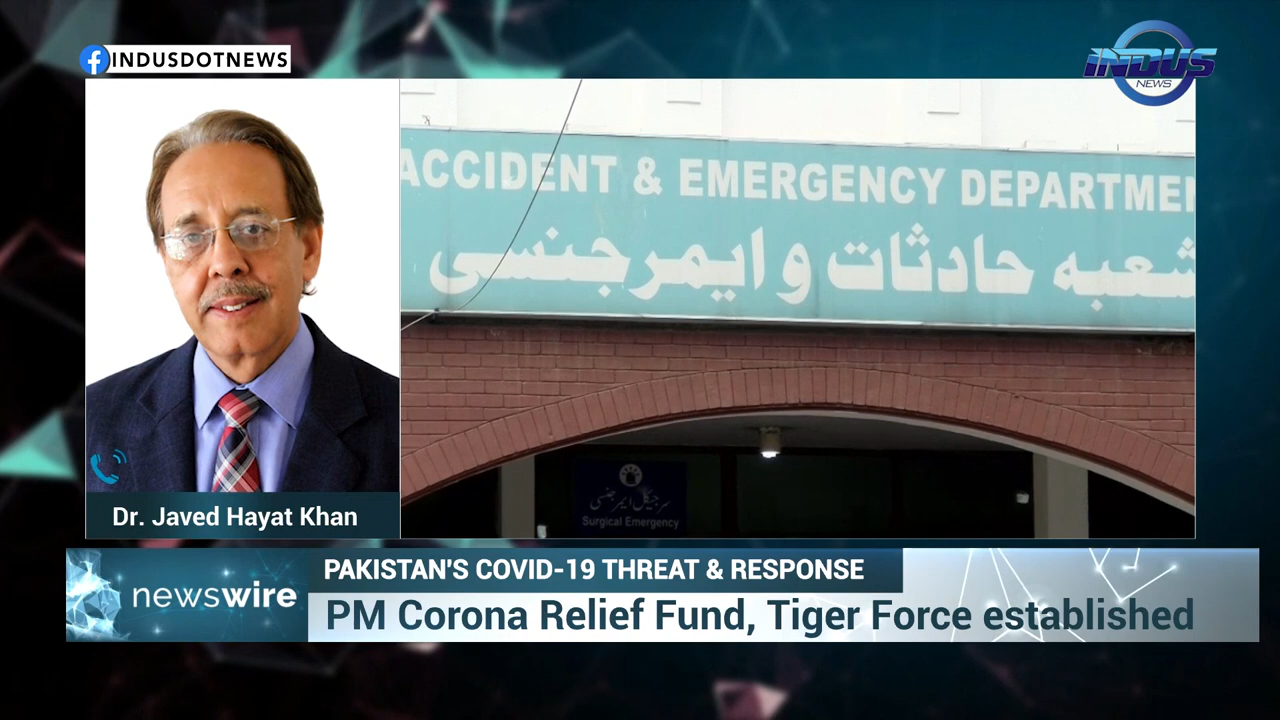 INDUSDOTNEWS
INDUS
NEWS
ACCIDENT & EMERGENCY DEPARTMEN
شعبہ حادثات و ایمرجنسی
سرجیکل ایمرجنسی
Surgical Emergency
Dr. Javed Hayat Khan
PAKISTAN'S COVID-19 THREAT & RESPONSE
newswire
PM Corona Relief Fund, Tiger Force established